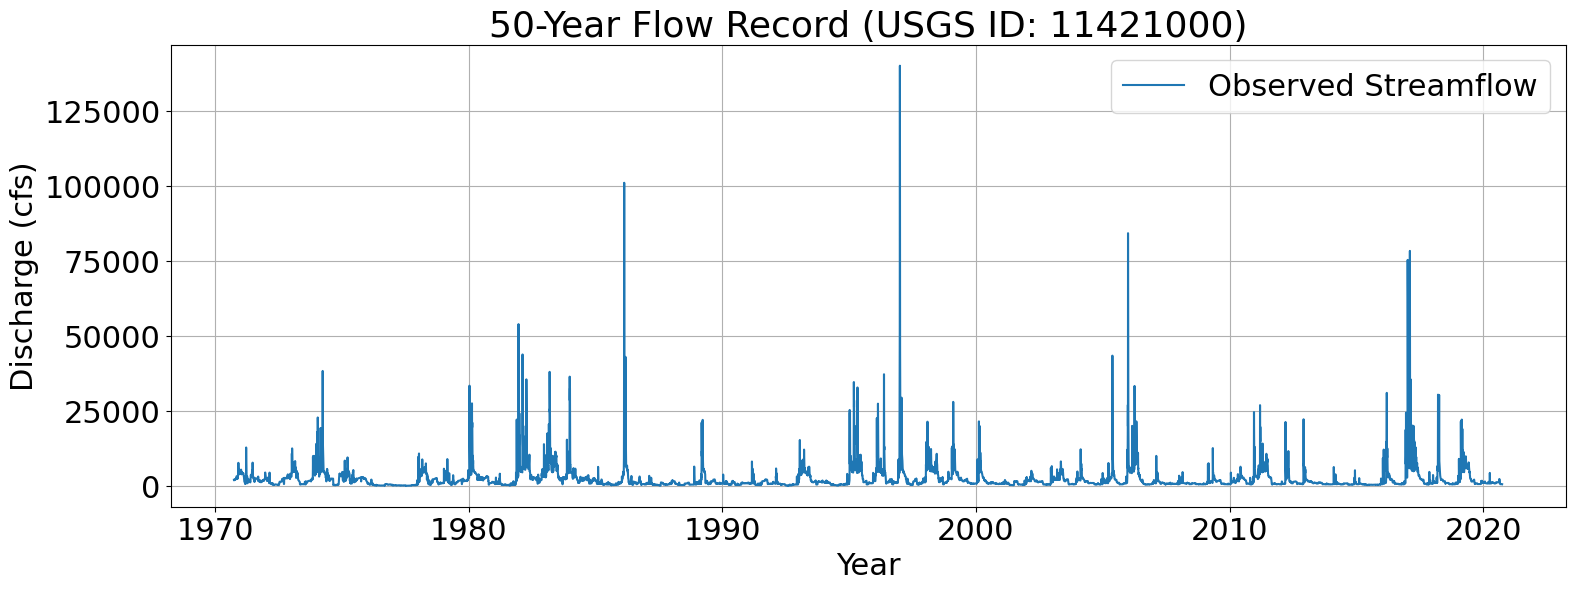 50-Year Flow Record (USGS ID: 11421000)
Observed Streamflow
Discharge (cfs)
125000
100000
75000
50000
25000
0
1970 1980 1990 2000 2010 2020
Year